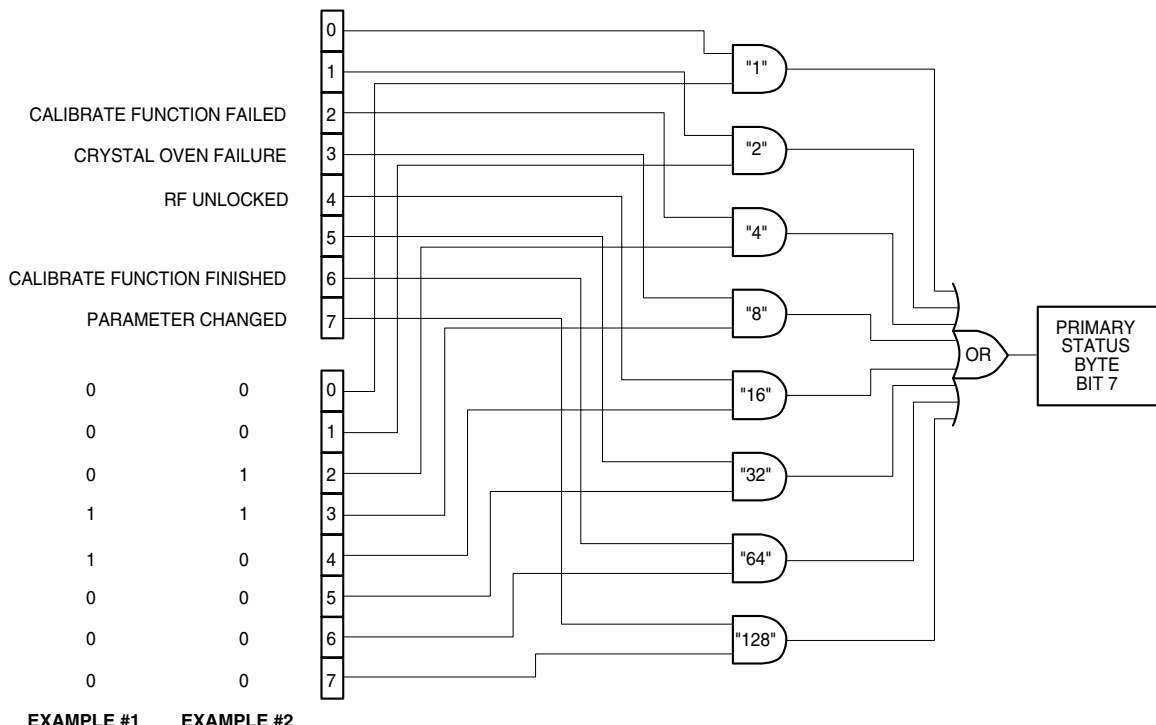 0
1
CALIBRATE FUNCTION FAILED 2
CRYSTAL OVEN FAILURE 3
RF UNLOCKED 4
5
CALIBRATE FUNCTION FINISHED 6
PARAMETER CHANGED 7
0 0 0
0 0 1
0 1 2
1 1 3
1 0 4
0 0 5
0 0 6
0 0 7
EXAMPLE #1 EXAMPLE #2
"1"
"2"
"4"
"8"
"16"
"32"
"64"
"128"
OR
PRIMARY
STATUS
BYTE
BIT 7